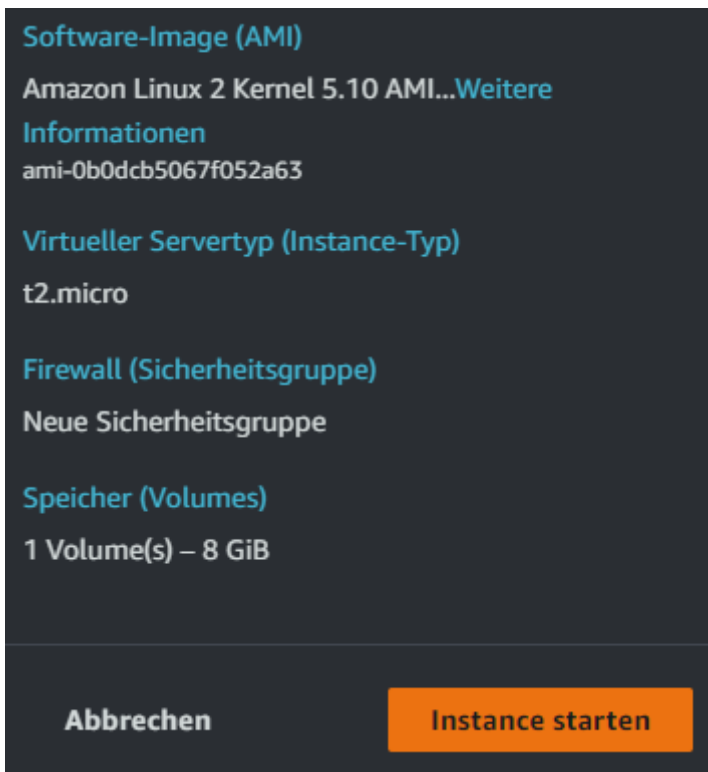 Software-Image (AMI)
Amazon Linux 2 Kernel 5.10 AMI...Weitere
Informationen
ami-0b0dcb5067f052a63
Virtueller Servertyp (Instance-Typ)
t2.micro
Firewall (Sicherheitsgruppe)
Neue Sicherheitsgruppe
Speicher (Volumes)
1 Volume(s) – 8 GiB
Abbrechen
Instance starten